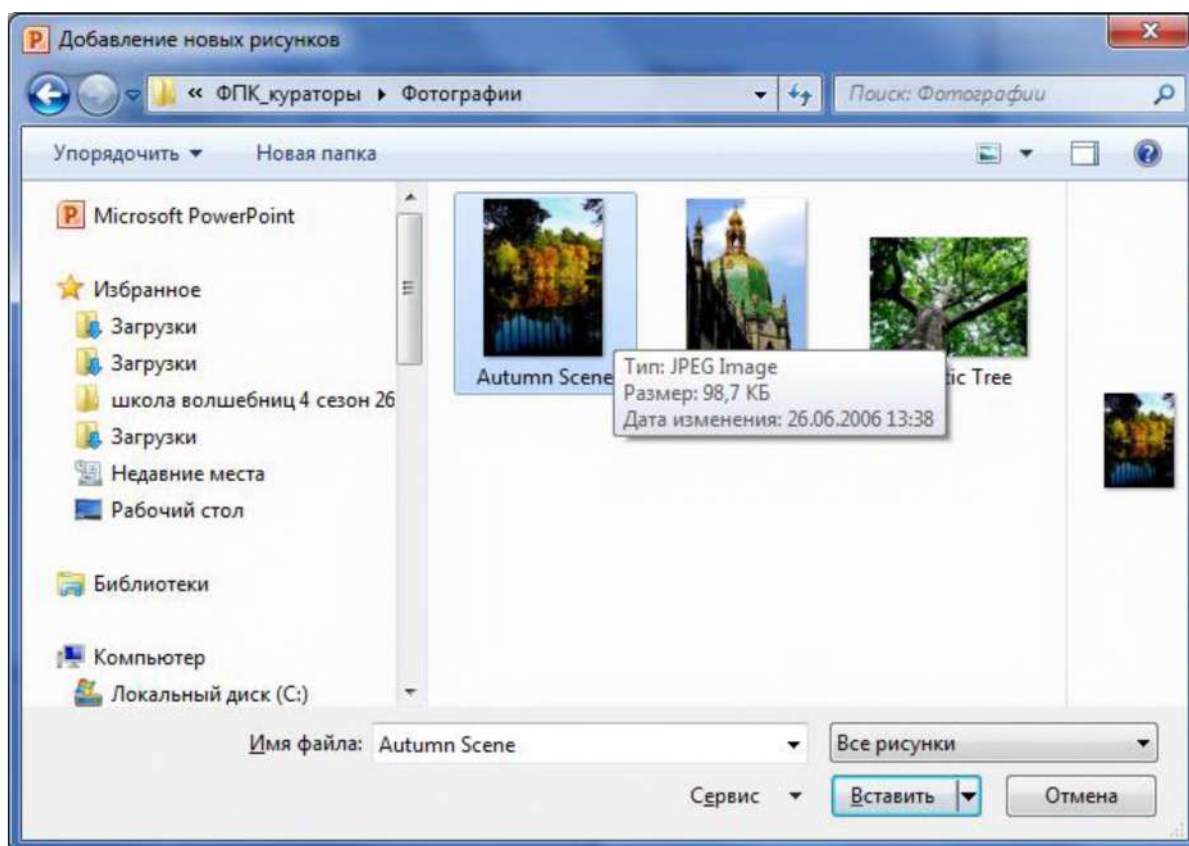 Добавление новых рисунков
« ФПК_кураторы ▸ Фотографии
Поиск: Фотографии
Упорядочить
Новая папка
Microsoft PowerPoint
Избранное
Загрузки
Загрузки
школа волшебниц 4 сезон 26
Загрузки
Недавние места
Рабочий стол
Библиотеки
Компьютер
Локальный диск (C:)
Autumn Scene
tic Tree
Тип: JPEG Image
Размер: 98,7 КБ
Дата изменения: 26.06.2006 13:38
Имя файла: Autumn Scene
Все рисунки
Сервис
Вставить
Отмена